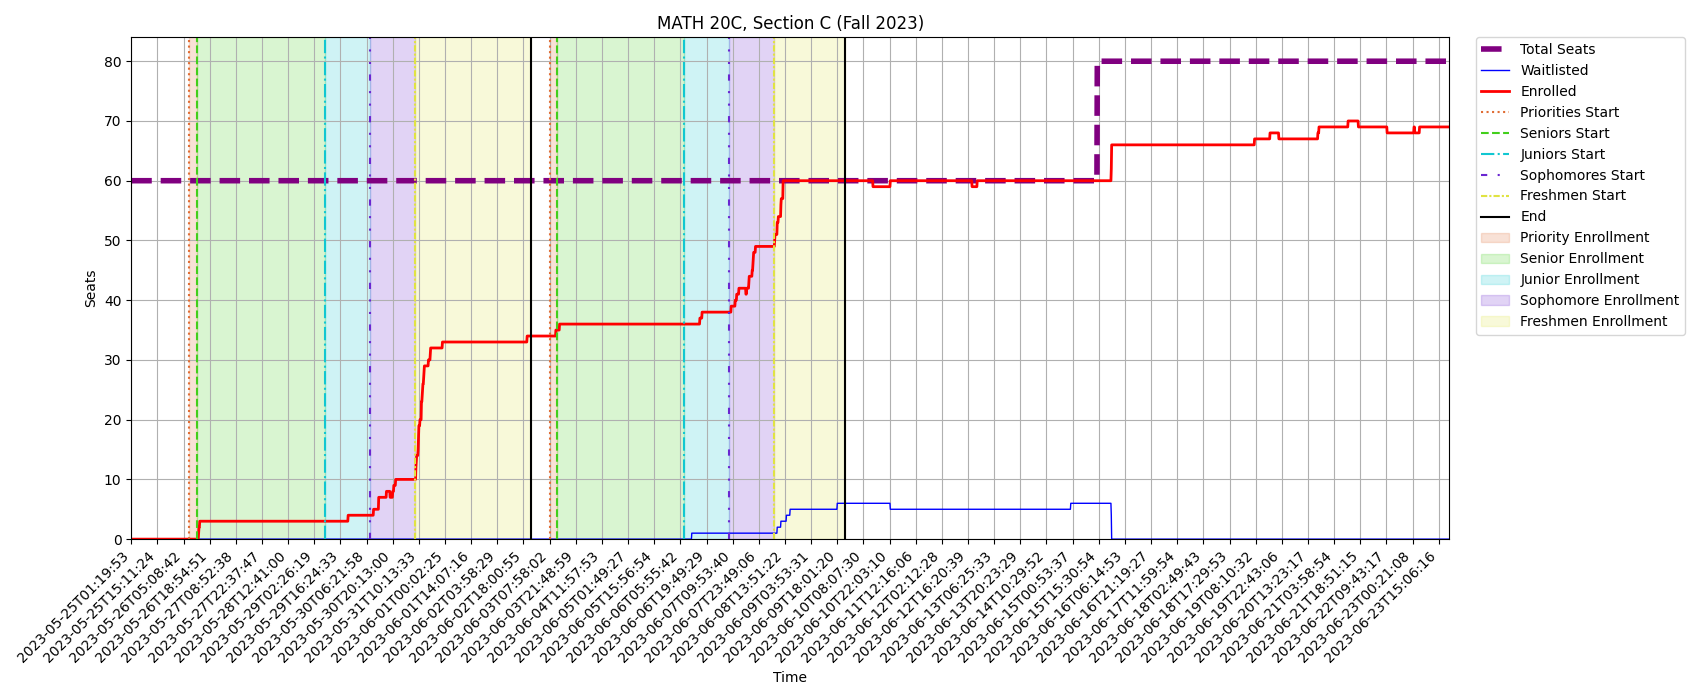 MATH 20C, Section C (Fall 2023)
Seats
80
70
60
50
40
30
20
10
0
2023-05-25T01:19:53
2023-05-25T15:11:24
2023-05-26T05:08:42
2023-05-26T18:54:51
2023-05-27T08:52:38
2023-05-27T22:37:47
2023-05-28T12:41:00
2023-05-29T02:26:19
2023-05-29T16:24:33
2023-05-30T06:21:58
2023-05-30T20:13:00
2023-05-31T10:13:33
2023-06-01T00:02:25
2023-06-01T14:07:16
2023-06-02T03:58:29
2023-06-02T18:00:55
2023-06-03T07:58:02
2023-06-03T21:48:59
2023-06-04T11:57:53
2023-06-05T01:49:27
2023-06-05T15:56:54
2023-06-06T05:55:42
2023-06-06T19:49:29
2023-06-07T09:53:40
2023-06-07T23:49:06
2023-06-08T13:51:22
2023-06-09T03:53:31
2023-06-09T18:01:20
2023-06-10T08:07:30
2023-06-10T22:03:10
2023-06-11T12:16:06
2023-06-12T02:12:28
2023-06-12T16:20:39
2023-06-13T06:25:33
2023-06-13T20:23:29
2023-06-14T10:29:52
2023-06-15T00:53:37
2023-06-15T15:30:54
2023-06-16T06:14:53
2023-06-16T21:19:27
2023-06-17T11:59:54
2023-06-18T02:49:43
2023-06-18T17:29:53
2023-06-19T08:10:32
2023-06-19T22:43:06
2023-06-20T13:23:17
2023-06-21T03:58:54
2023-06-21T18:51:15
2023-06-22T09:43:17
2023-06-23T00:21:08
2023-06-23T15:06:16
Time
Total Seats
Waitlisted
Enrolled
Priorities Start
Seniors Start
Juniors Start
Sophomores Start
Freshmen Start
End
Priority Enrollment
Senior Enrollment
Junior Enrollment
Sophomore Enrollment
Freshmen Enrollment